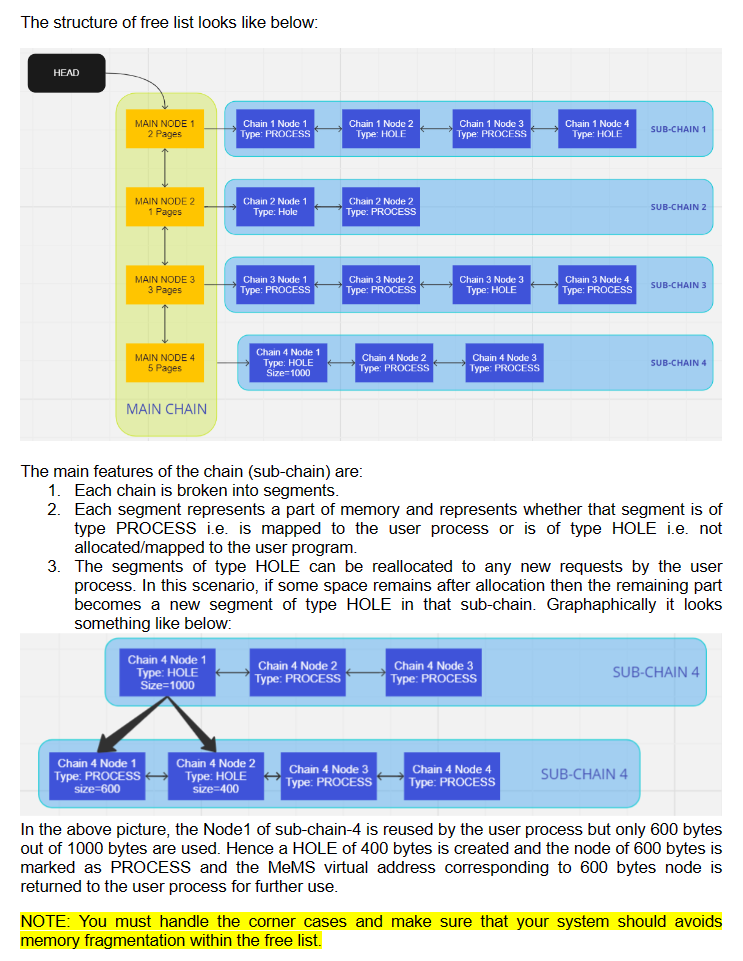 The structure of free list looks like below:
HEAD
MAIN NODE 1
2 Pages
Chain 1 Node 1
Type: PROCESS
Chain 1 Node 2
Type: HOLE
Chain 1 Node 3
Type: PROCESS
Chain 1 Node 4
Type: HOLE
SUB-CHAIN 1
MAIN NODE 2
1 Pages
Chain 2 Node 1
Type: Hole
Chain 2 Node 2
Type: PROCESS
SUB-CHAIN 2
MAIN NODE 3
3 Pages
Chain 3 Node 1
Type: PROCESS
Chain 3 Node 2
Type: PROCESS
Chain 3 Node 3
Type: HOLE
Chain 3 Node 4
Type: PROCESS
SUB-CHAIN 3
MAIN NODE 4
5 Pages
Chain 4 Node 1
Type: HOLE
Size=1000
Chain 4 Node 2
Type: PROCESS
Chain 4 Node 3
Type: PROCESS
SUB-CHAIN 4
MAIN CHAIN
The main features of the chain (sub-chain) are:
1. Each chain is broken into segments.
2. Each segment represents a part of memory and represents whether that segment is of
type PROCESS i.e. is mapped to the user process or is of type HOLE i.e. not
allocated/mapped to the user program.
3. The segments of type HOLE can be reallocated to any new requests by the user
process. In this scenario, if some space remains after allocation then the remaining part
becomes a new segment of type HOLE in that sub-chain. Graphaphically it looks
something like below:
Chain 4 Node 1
Type: HOLE
Size=1000
Chain 4 Node 2
Type: PROCESS
Chain 4 Node 3
Type: PROCESS
SUB-CHAIN 4
Chain 4 Node 1
Type: PROCESS
size=600
Chain 4 Node 2
Type: HOLE
size=400
Chain 4 Node 3
Type: PROCESS
Chain 4 Node 4
Type: PROCESS
SUB-CHAIN 4
In the above picture, the Node1 of sub-chain-4 is reused by the user process but only 600 bytes
out of 1000 bytes are used. Hence a HOLE of 400 bytes is created and the node of 600 bytes is
marked as PROCESS and the MeMS virtual address corresponding to 600 bytes node is
returned to the user process for further use.
NOTE: You must handle the corner cases and make sure that your system should avoids
memory fragmentation within the free list.